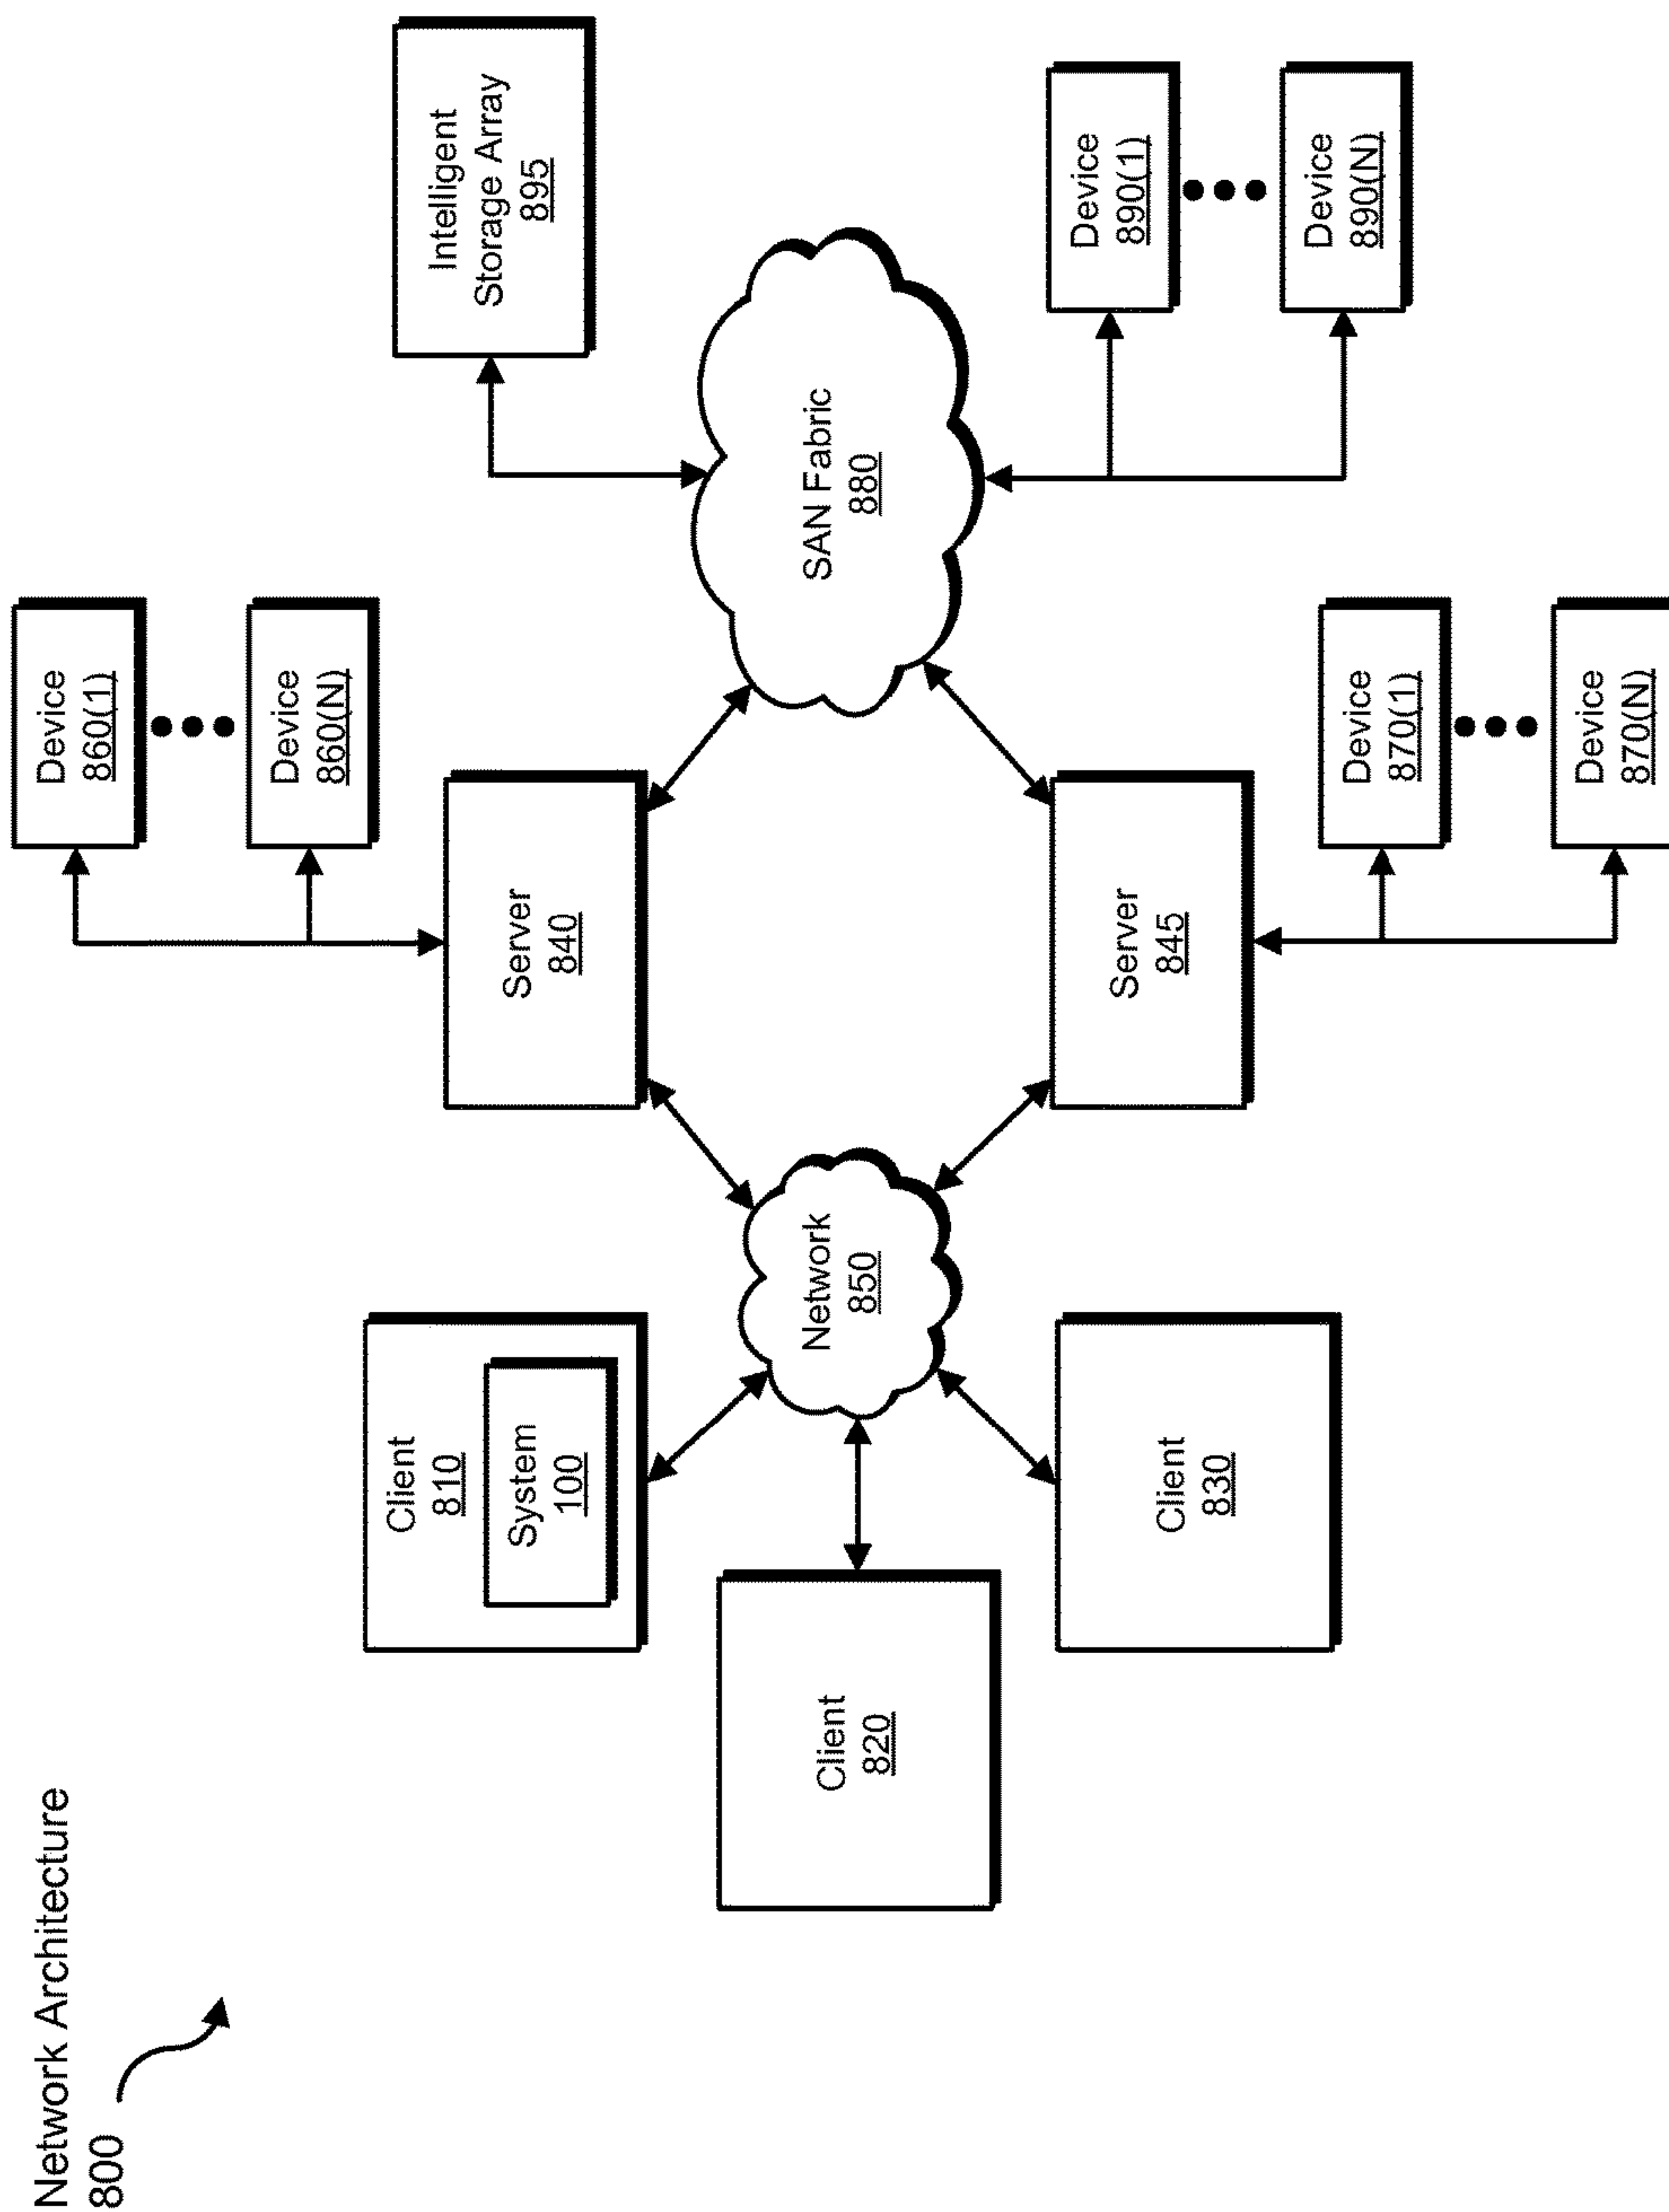 Network Architecture
800
Client
810
System
100
Client
820
Client
830
Network
850
Server
840
Server
845
Device
860(1)
Device
860(N)
Device
870(1)
Device
870(N)
SAN Fabric
880
Intelligent
Storage Array
895
Device
890(1)
Device
890(N)